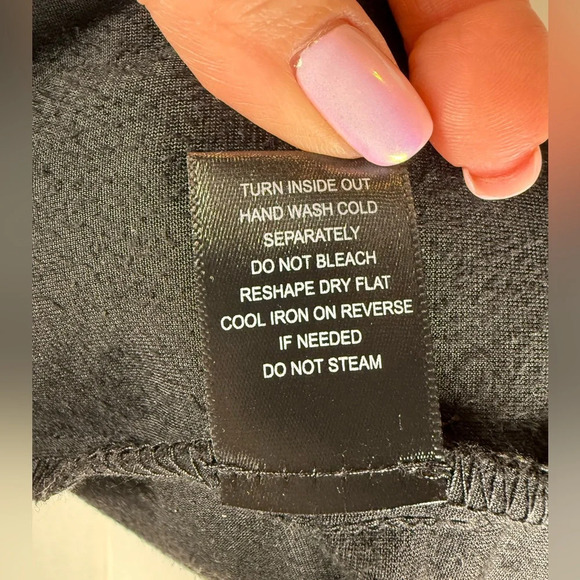 TURN INSIDE OUT
HAND WASH COLD
SEPARATELY
DO NOT BLEACH
RESHAPE DRY FLAT
COOL IRON ON REVERSE
IF NEEDED
DO NOT STEAM